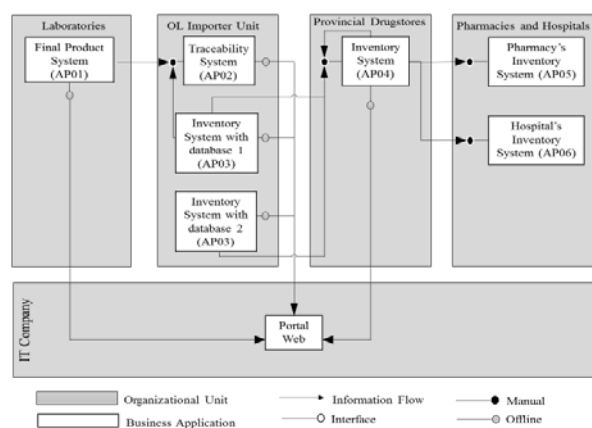 Laboratories
Final Product
System
(AP01)
OL Importer Unit
Traceability
System
(AP02)
Inventory
System with
database 1
(AP03)
Inventory
System with
database 2
(AP03)
Provincial Drugstores
Inventory
System
(AP04)
Pharmacies and Hospitals
Pharmacy's
Inventory
System (AP05)
Hospital's
Inventory
System (AP06)
IT Company
Portal
Web
Organizational Unit
Business Application
Information Flow
Interface
Manual
Offline